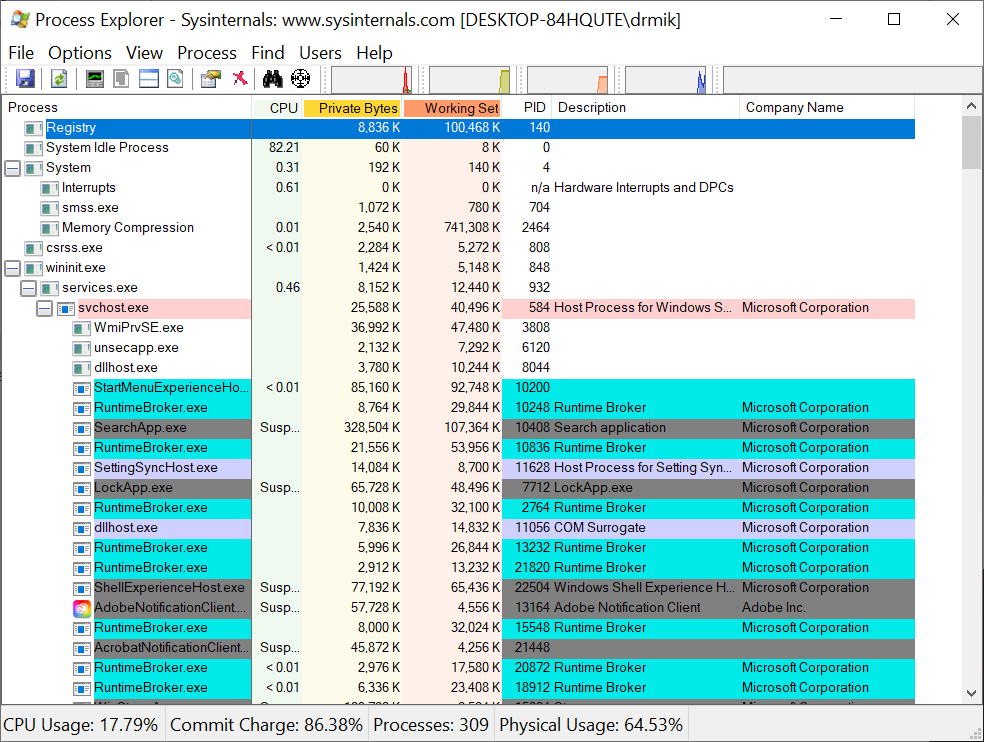 Process Explorer - Sysinternals: www.sysinternals.com [DESKTOP-84HQUTE\drmik]
File Options View Process Find Users Help
Process CPU Private Bytes Working Set PID Description Company Name
Registry 8,836 K 100,468 K 140
System Idle Process 82.21 60 K 8 K 0
System 0.31 192 K 140 K 4
Interrupts 0.61 0 K 0 K n/a Hardware Interrupts and DPCs
smss.exe 1,072 K 780 K 704
Memory Compression 0.01 2,540 K 741,308 K 2464
csrss.exe < 0.01 2,284 K 5,272 K 808
wininit.exe 1,424 K 5,148 K 848
services.exe 0.46 8,152 K 12,440 K 932
svchost.exe 25,588 K 40,496 K 584 Host Process for Windows S... Microsoft Corporation
WmiPrvSE.exe 36,992 K 47,480 K 3808
unsecapp.exe 2,132 K 7,292 K 6120
dllhost.exe 3,780 K 10,244 K 8044
StartMenuExperienceHo... < 0.01 85,160 K 92,748 K 10200
RuntimeBroker.exe 8,764 K 29,844 K 10248 Runtime Broker Microsoft Corporation
SearchApp.exe Susp... 328,504 K 107,364 K 10408 Search application Microsoft Corporation
RuntimeBroker.exe 21,556 K 53,956 K 10836 Runtime Broker Microsoft Corporation
SettingSyncHost.exe 14,084 K 8,700 K 11628 Host Process for Setting Syn... Microsoft Corporation
LockApp.exe Susp... 65,728 K 48,496 K 7712 LockApp.exe Microsoft Corporation
RuntimeBroker.exe 10,008 K 32,100 K 2764 Runtime Broker Microsoft Corporation
dllhost.exe 7,836 K 14,832 K 11056 COM Surrogate Microsoft Corporation
RuntimeBroker.exe 5,996 K 26,844 K 13232 Runtime Broker Microsoft Corporation
RuntimeBroker.exe 2,912 K 13,232 K 21820 Runtime Broker Microsoft Corporation
ShellExperienceHost.exe Susp... 77,192 K 65,436 K 22504 Windows Shell Experience H... Microsoft Corporation
AdobeNotificationClient... Susp... 57,728 K 4,556 K 13164 Adobe Notification Client Adobe Inc.
RuntimeBroker.exe 8,000 K 32,024 K 15548 Runtime Broker Microsoft Corporation
AcrobatNotificationClient... Susp... 45,872 K 4,256 K 21448
RuntimeBroker.exe < 0.01 2,976 K 17,580 K 20872 Runtime Broker Microsoft Corporation
RuntimeBroker.exe < 0.01 6,336 K 23,408 K 18912 Runtime Broker Microsoft Corporation
CPU Usage: 17.79% Commit Charge: 86.38% Processes: 309 Physical Usage: 64.53%